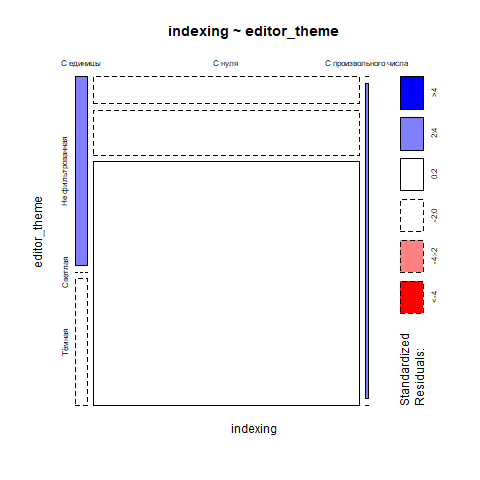 indexing ~ editor_theme
С единицы
С нуля
С произвольного числа
Не фильтрованная
Светлая
Тёмная
editor_theme
indexing
>4
2:4
0:2
-2:0
-4:-2
<-4
Standardized
Residuals: